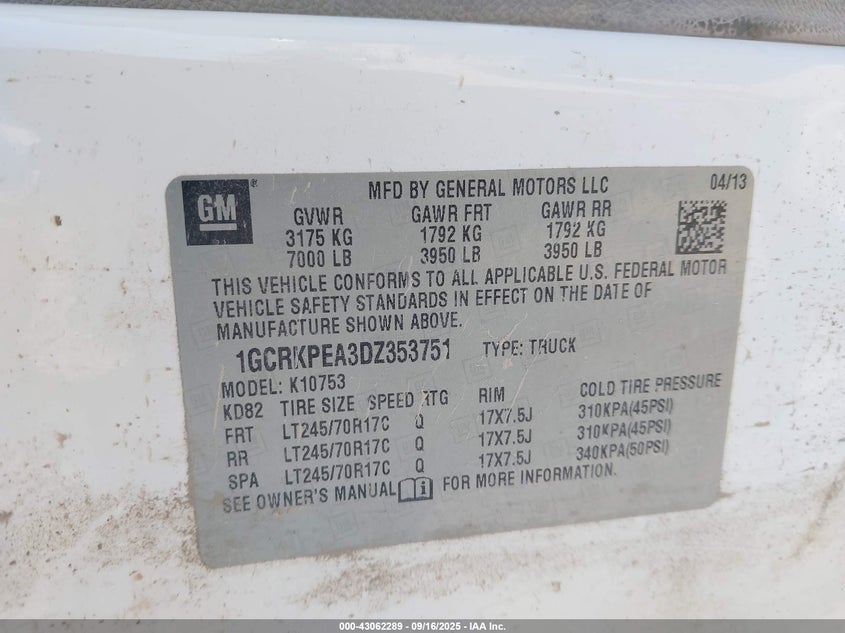 GM
MFD BY GENERAL MOTORS LLC 04/13
GVWR GAWR FRT GAWR RR
3175 KG 1792 KG 1792 KG
7000 LB 3950 LB 3950 LB
THIS VEHICLE CONFORMS TO ALL APPLICABLE U.S. FEDERAL MOTOR
VEHICLE SAFETY STANDARDS IN EFFECT ON THE DATE OF
MANUFACTURE SHOWN ABOVE.
1GCRKPEA3DZ353751 TYPE: TRUCK
MODEL: K10753
KD82 TIRE SIZE SPEED RTG RIM COLD TIRE PRESSURE
FRT LT245/70R17C Q 17X7.5J 310KPA(45PSI)
RR LT245/70R17C Q 17X7.5J 310KPA(45PSI)
SPA LT245/70R17C Q 17X7.5J 340KPA(50PSI)
SEE OWNER'S MANUAL FOR MORE INFORMATION.
000-43062289 - 09/16/2025 - IAA Inc.